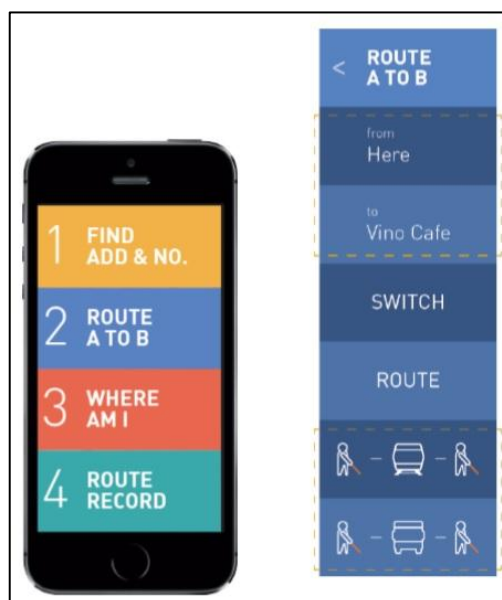 1 FIND
ADD & NO.
2 ROUTE
A TO B
3 WHERE
AM I
4 ROUTE
RECORD
< ROUTE
A TO B
from
Here
to
Vino Cafe
SWITCH
ROUTE